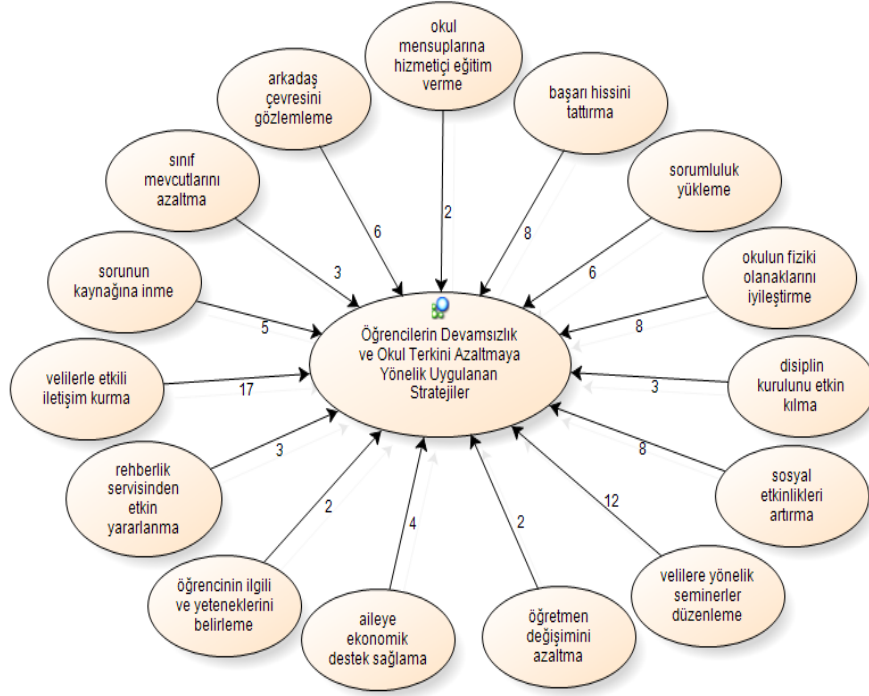 okul
mensuplarına
hizmetiçi eğitim
verme
2
başarı hissini
tattırma
8
sorumluluk
yükleme
6
okulun fiziki
olanaklarını
iyileştirme
8
disiplin
kurulunu etkin
kılma
3
sosyal
etkinlikleri
artırma
8
velilere yönelik
seminerler
düzenleme
12
öğretmen
değişimini
azaltma
2
aileye
ekonomik
destek sağlama
4
öğrencinin ilgili
ve yeteneklerini
belirleme
2
rehberlik
servisinden
etkin
yararlanma
3
velilerle etkili
iletişim kurma
17
sorunun
kaynağına inme
5
sınıf
mevcutlarını
azaltma
3
arkadaş
çevresini
gözlemleme
6
Öğrencilerin Devamsızlık
ve Okul Terkini Azaltmaya
Yönelik Uygulanan
Stratejiler